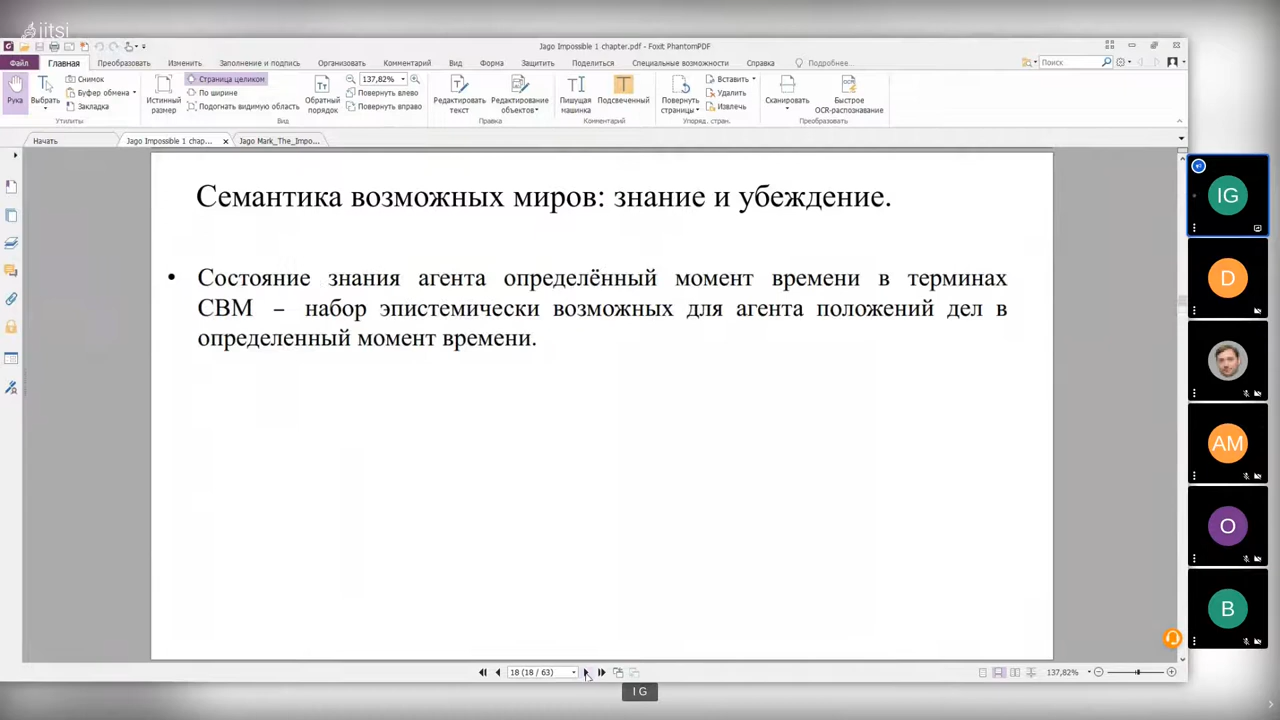 jitsi
Jago Impossible 1 chapter.pdf - Foxit PhantomPDF
Файл
Главная
Преобразовать
Изменить
Заполнение и подпись
Организовать
Комментарий
Вид
Форма
Защитить
Поделиться
Специальные возможности
Справка
Подробнее..
Поиск
Рука
Выбрать
Снимок
Буфер обмена
Закладка
Утилиты
Истинный размер
Страница целиком
По ширине
Подогнать видимую область
137,82%
Обратный порядок
Повернуть влево
Повернуть вправо
Вид
Редактировать текст
Редактирование объектов
Правка
Пишущая машинка
Подсвеченный
Комментарий
Повернуть страницы
Вставить
Удалить
Извлечь
Упоряд. стран.
Сканировать
Быстрое OCR-распознавание
Преобразовать
Начать
Jago Impossible 1 chap...
Jago Mark_The_Impo...
Семантика возможных миров: знание и убеждение.
• Состояние знания агента определённый момент времени в терминах
СВМ – набор эпистемически возможных для агента положений дел в
определенный момент времени.
IG
D
AM
O
B
18 (18 / 63)
137,82%
I G